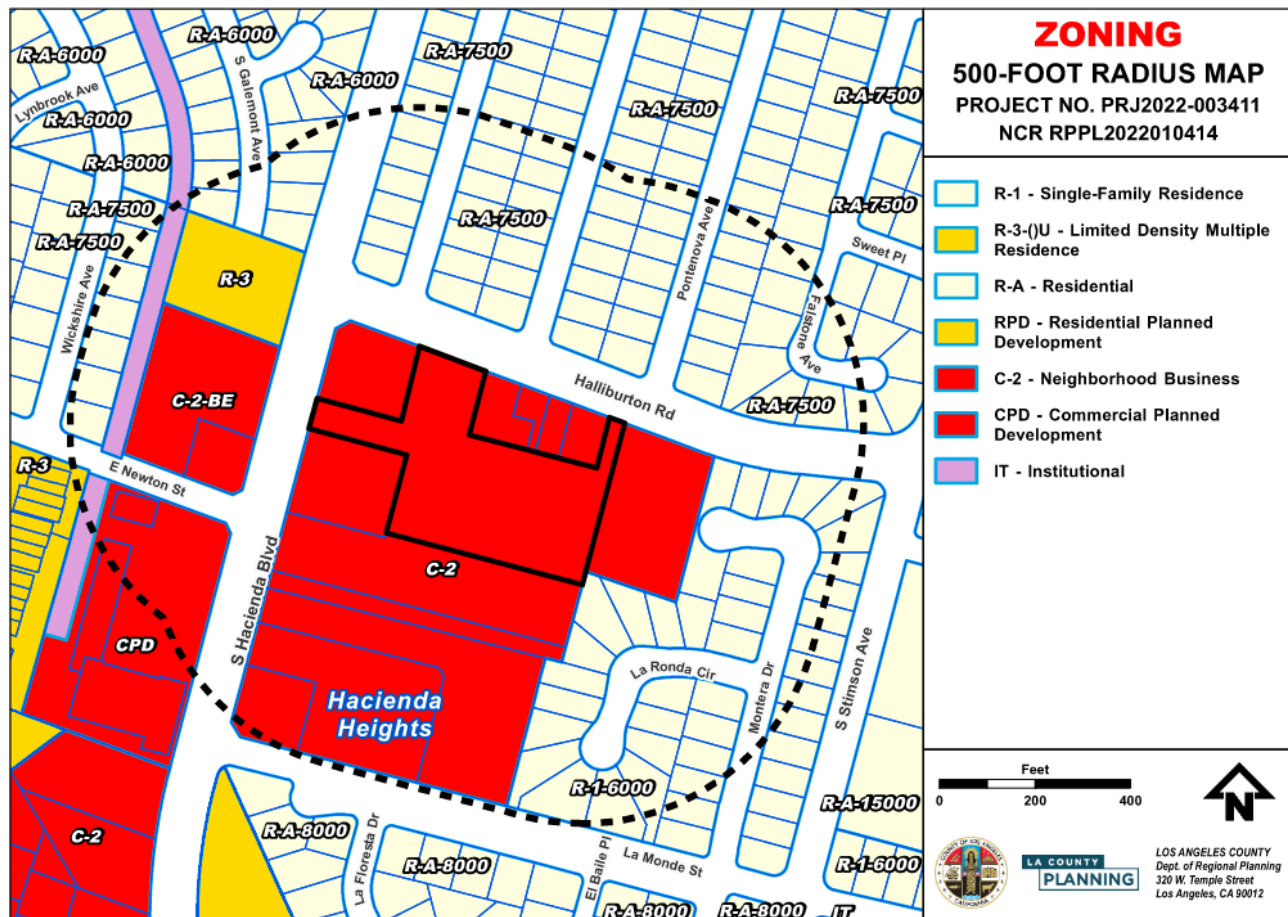 R-A-6000
R-A-6000
S Galemont Ave
R-A-6000
R-A-7500
R-A-7500
R-A-7500
Lynbrook Ave
R-A-6000
R-A-6000
R-A-7500
R-A-7500
R-A-7500
R-A-7500
Wickshire Ave
R-3
Pontenova Ave
Sweet Pl
Falstone Ave
C-2-BE
Halliburton Rd
R-A-7500
R-3
E Newton St
C-2
S Hacienda Blvd
CPD
La Ronda Cir
Montera Dr
S Stimson Ave
Hacienda
Heights
R-1-6000
R-A-15000
C-2
R-A-8000
La Floresta Dr
R-A-8000
El Baile Pl
La Monde St
R-1-6000
R-A-8000
R-A-8000
IT
ZONING
500-FOOT RADIUS MAP
PROJECT NO. PRJ2022-003411
NCR RPPL2022010414
R-1 - Single-Family Residence
R-3-()U - Limited Density Multiple
Residence
R-A - Residential
RPD - Residential Planned
Development
C-2 - Neighborhood Business
CPD - Commercial Planned
Development
IT - Institutional
Feet
0 200 400
N
COUNTY OF LOS ANGELES
CALIFORNIA
LA COUNTY
PLANNING
LOS ANGELES COUNTY
Dept. of Regional Planning
320 W. Temple Street
Los Angeles, CA 90012